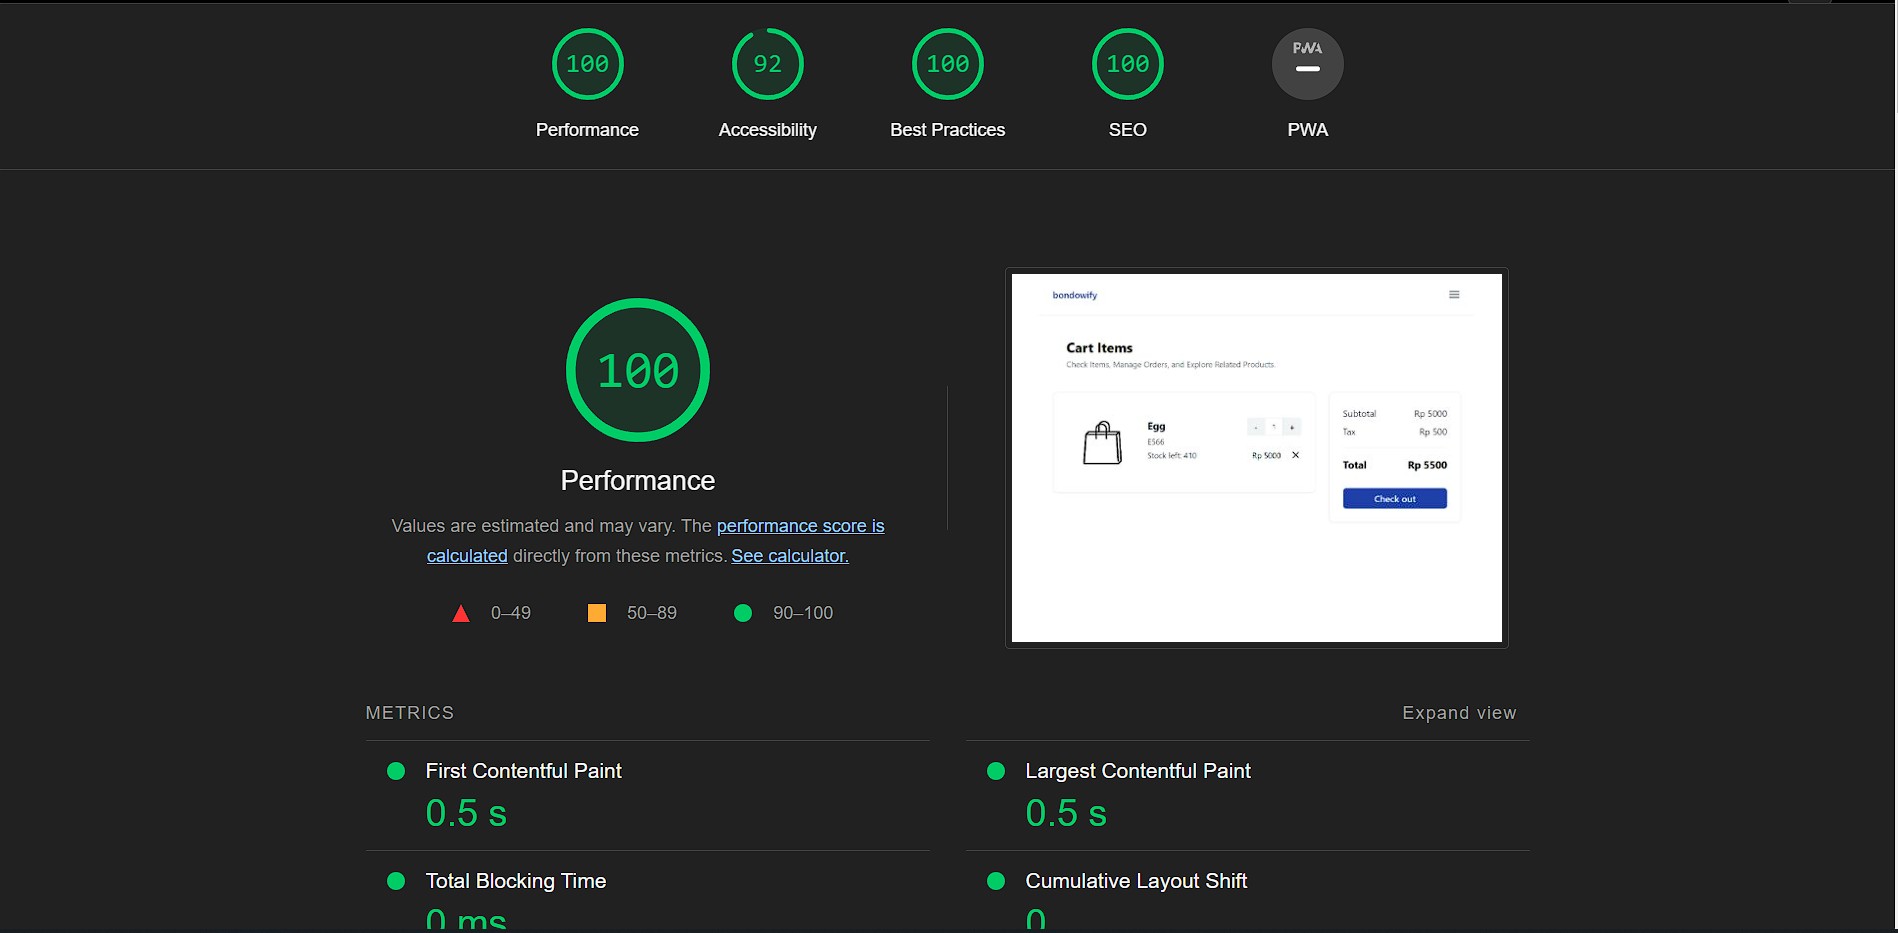 100
92
100
100
PWA
Performance
Accessibility
Best Practices
SEO
PWA
100
Performance
Values are estimated and may vary. The performance score is
calculated directly from these metrics. See calculator.
0–49
50–89
90–100
bondowify
Cart Items
Check Items, Manage Orders, and Explore Related Products.
Egg
- 1 +
E566
Stock left: 410
Rp 5000
Subtotal Rp 5000
Tax Rp 500
Total Rp 5500
Check out
METRICS
Expand view
First Contentful Paint
0.5 s
Largest Contentful Paint
0.5 s
Total Blocking Time
0 ms
Cumulative Layout Shift
0